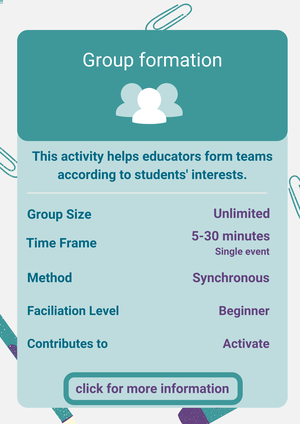 Group formation
This activity helps educators form teams
according to students' interests.
Group Size Unlimited
Time Frame 5-30 minutes
Single event
Method Synchronous
Faciliation Level Beginner
Contributes to Activate
click for more information